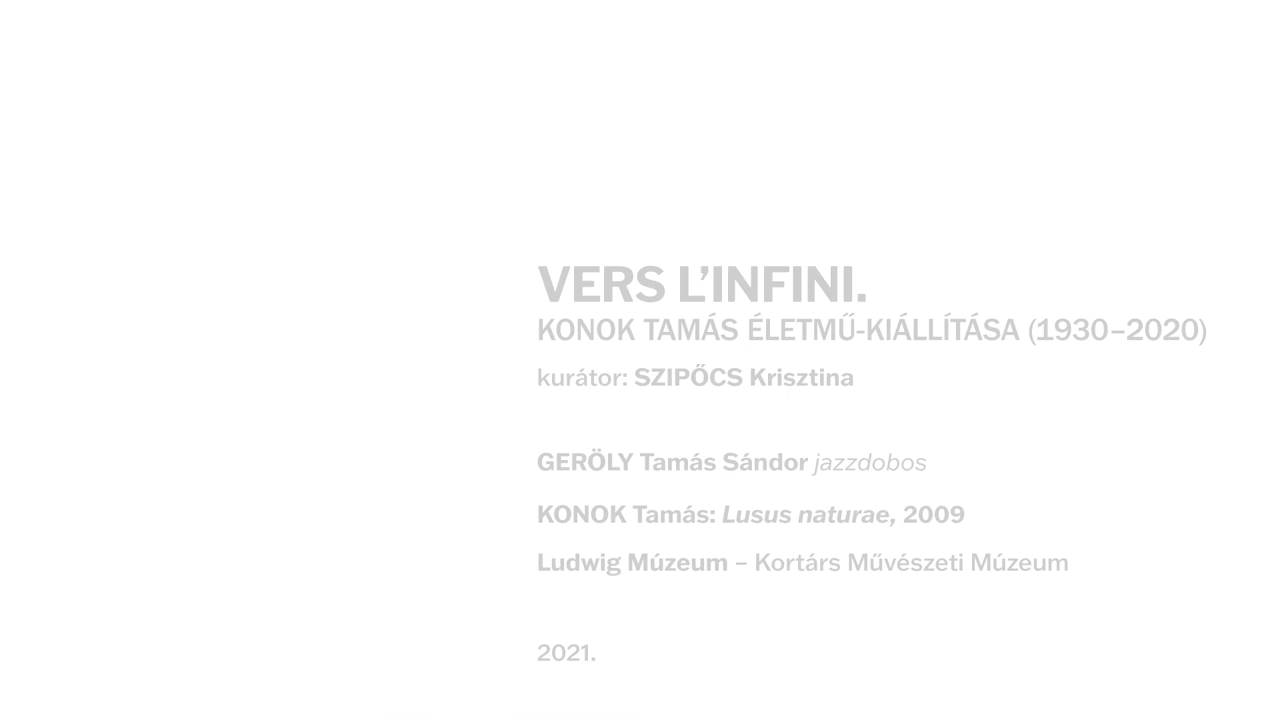 VERS L’INFINI.
KONOK TAMÁS ÉLETMŰ-KIÁLLÍTÁSA (1930–2020)
kurátor: SZIPŐCS Krisztina
GERÖLY Tamás Sándor jazzdobos
KONOK Tamás: Lusus naturae, 2009
Ludwig Múzeum – Kortárs Művészeti Múzeum
2021.